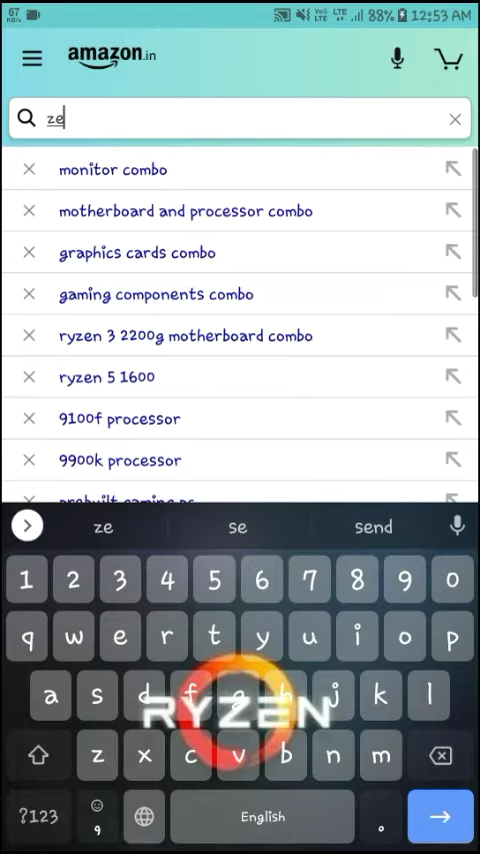 67 KB/s Vo)) LTE LTE 88% 12:53 AM
amazon.in
ze
monitor combo
motherboard and processor combo
graphics cards combo
gaming components combo
ryzen 3 2200g motherboard combo
ryzen 5 1600
9100f processor
9900k processor
prebuilt gaming pc
ze se send
1 2 3 4 5 6 7 8 9 0
q w e r t y u i o p
a s d f g h j k l
RYZEN
z x c v b n m
?123 , English .